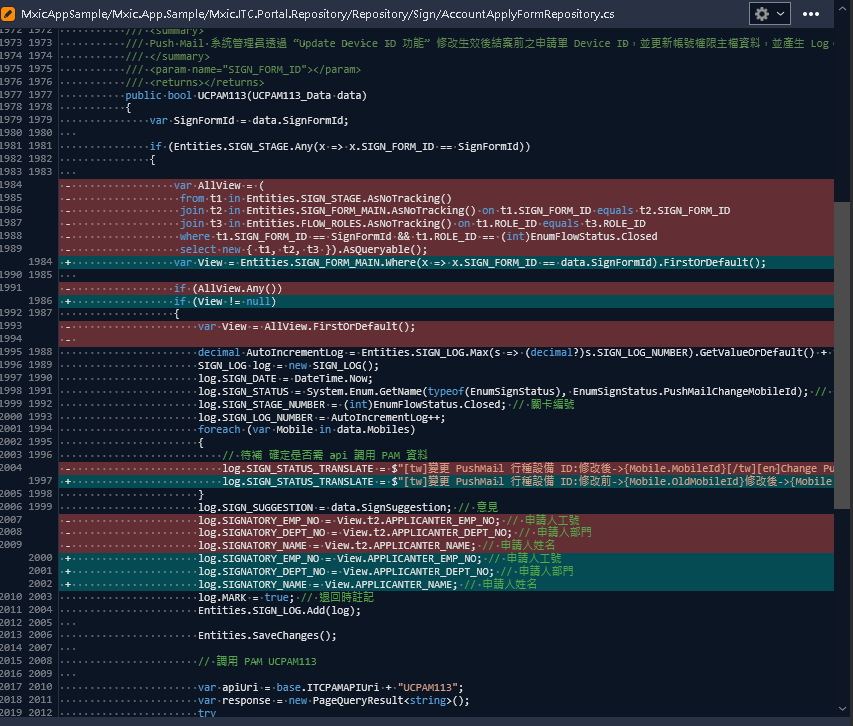 MxicAppSample/Mxic.App.Sample/Mxic.ITC.Portal.Repository/Repository/Sign/AccountApplyFormRepository.cs
1972 1972 /// <summary>
1973 1973 /// Push Mail 系統管理員透過 “Update Device ID 功能” 修改生效後結案前之申請單 Device ID，並更新帳號權限主檔資料，並產生 Log
1974 1974 /// </summary>
1975 1975 /// <param name="SIGN_FORM_ID"></param>
1976 1976 /// <returns></returns>
1977 1977 public bool UCPAM113(UCPAM113_Data data)
1978 1978 {
1979 1979 var SignFormId = data.SignFormId;
1980 1980
1981 1981 if (Entities.SIGN_STAGE.Any(x => x.SIGN_FORM_ID == SignFormId))
1982 1982 {
1983 1983
1984 - var AllView = (
1985 - from t1 in Entities.SIGN_STAGE.AsNoTracking()
1986 - join t2 in Entities.SIGN_FORM_MAIN.AsNoTracking() on t1.SIGN_FORM_ID equals t2.SIGN_FORM_ID
1987 - join t3 in Entities.FLOW_ROLES.AsNoTracking() on t1.ROLE_ID equals t3.ROLE_ID
1988 - where t1.SIGN_FORM_ID == SignFormId && t1.ROLE_ID == (int)EnumFlowStatus.Closed
1989 - select new { t1, t2, t3 }).AsQueryable();
1984 + var View = Entities.SIGN_FORM_MAIN.Where(x => x.SIGN_FORM_ID == data.SignFormId).FirstOrDefault();
1990 1985
1991 - if (AllView.Any())
1986 + if (View != null)
1992 1987 {
1993 - var View = AllView.FirstOrDefault();
1994 -
1995 1988 decimal AutoIncrementLog = Entities.SIGN_LOG.Max(s => (decimal?)s.SIGN_LOG_NUMBER).GetValueOrDefault() +
1996 1989 SIGN_LOG log = new SIGN_LOG();
1997 1990 log.SIGN_DATE = DateTime.Now;
1998 1991 log.SIGN_STATUS = System.Enum.GetName(typeof(EnumSignStatus), EnumSignStatus.PushMailChangeMobileId); //
1999 1992 log.SIGN_STAGE_NUMBER = (int)EnumFlowStatus.Closed; // 關卡編號
2000 1993 log.SIGN_LOG_NUMBER = AutoIncrementLog++;
2001 1994 foreach (var Mobile in data.Mobiles)
2002 1995 {
2003 1996 // 待補 確定是否需 api 調用 PAM 資料
2004 - log.SIGN_STATUS_TRANSLATE = $"[tw]變更 PushMail 行種設備 ID:修改後->{Mobile.MobileId}[/tw][en]Change Pu
1997 + log.SIGN_STATUS_TRANSLATE = $"[tw]變更 PushMail 行種設備 ID:修改前->{Mobile.OldMobileId}修改後->{Mobile
2005 1998 }
2006 1999 log.SIGN_SUGGESTION = data.SignSuggestion; // 意見
2007 - log.SIGNATORY_EMP_NO = View.t2.APPLICANTER_EMP_NO; // 申請人工號
2008 - log.SIGNATORY_DEPT_NO = View.t2.APPLICANTER_DEPT_NO; // 申請人部門
2009 - log.SIGNATORY_NAME = View.t2.APPLICANTER_NAME; // 申請人姓名
2000 + log.SIGNATORY_EMP_NO = View.APPLICANTER_EMP_NO; // 申請人工號
2001 + log.SIGNATORY_DEPT_NO = View.APPLICANTER_DEPT_NO; // 申請人部門
2002 + log.SIGNATORY_NAME = View.APPLICANTER_NAME; // 申請人姓名
2010 2003 log.MARK = true; // 退回時註記
2011 2004 Entities.SIGN_LOG.Add(log);
2012 2005
2013 2006 Entities.SaveChanges();
2014 2007
2015 2008 // 調用 PAM UCPAM113
2016 2009
2017 2010 var apiUri = base.ITCPAMAPIUri + "UCPAM113";
2018 2011 var response = new PageQueryResult<string>();
2019 2012 try